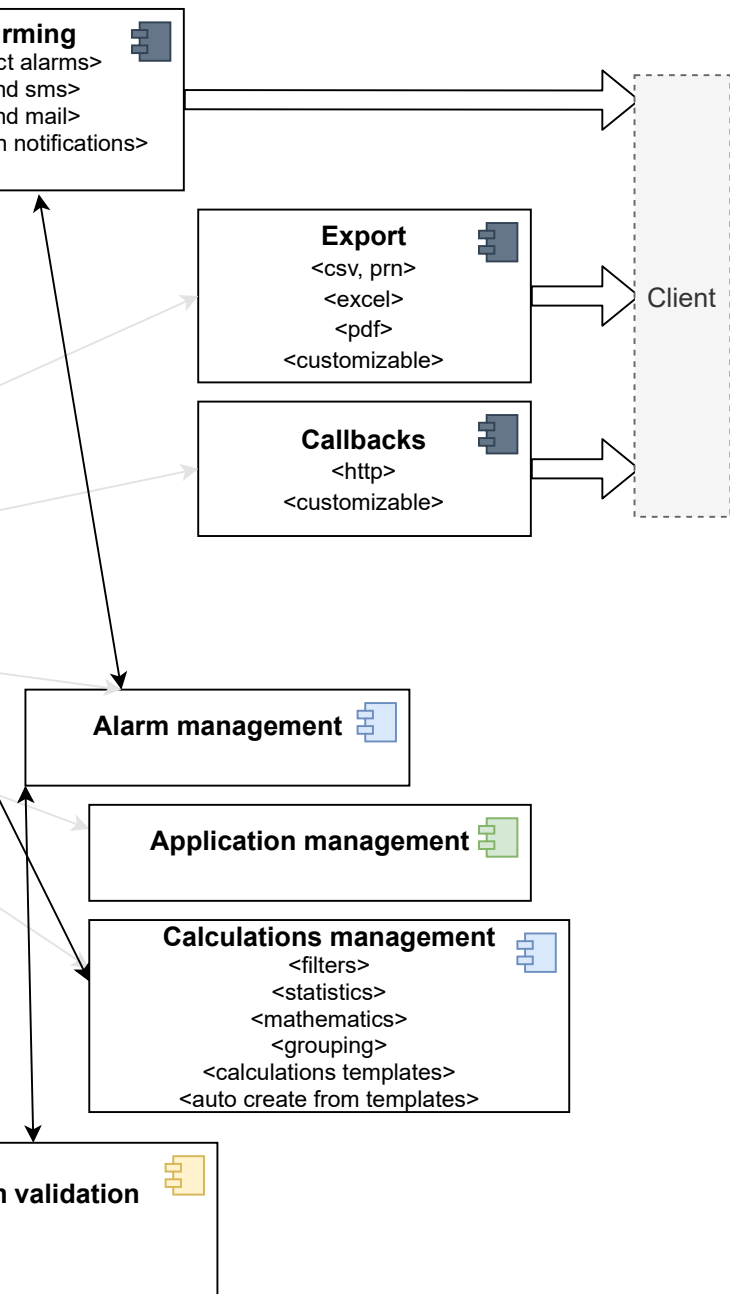 rming
ct alarms>
nd sms>
nd mail>
n notifications>
Export
<csv, prn>
<excel>
<pdf>
<customizable>
Client
Callbacks
<http>
<customizable>
Alarm management
Application management
Calculations management
<filters>
<statistics>
<mathematics>
<grouping>
<calculations templates>
<auto create from templates>
n validation